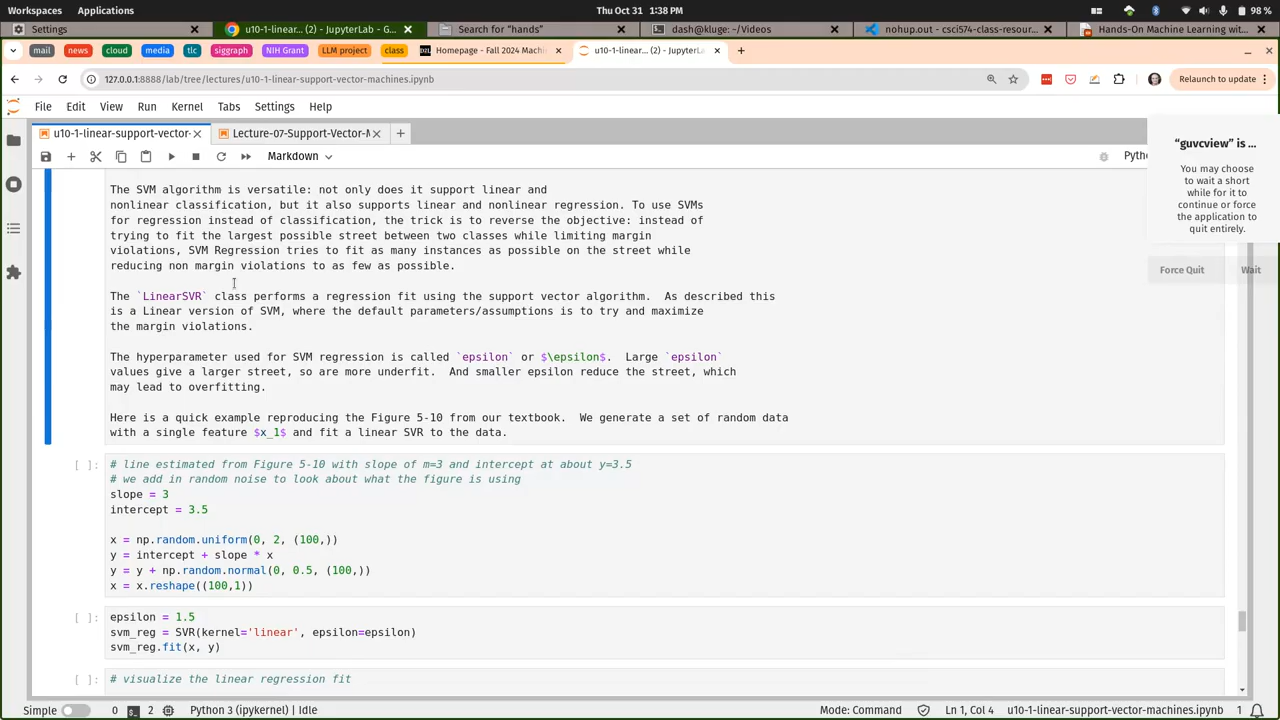 Workspaces Applications Thu Oct 31 1:38 PM 98 %
Settings u10-1-linear... (2) - JupyterLab - G... Search for "hands" dash@kluge: ~/Videos nohup.out - csci574-class-resour... Hands-On Machine Learning wit...
mail news cloud media tlc siggraph NIH Grant LLM project class Homepage - Fall 2024 Machi u10-1-linear... (2) - JupyterL
127.0.0.1:8888/lab/tree/lectures/u10-1-linear-support-vector-machines.ipynb Relaunch to update
File Edit View Run Kernel Tabs Settings Help
u10-1-linear-support-vector- Lecture-07-Support-Vector-M
Markdown Pyth
"guvcview" is ...
You may choose
to wait a short
while for it to
continue or force
the application to
quit entirely.
Force Quit Wait
The SVM algorithm is versatile: not only does it support linear and
nonlinear classification, but it also supports linear and nonlinear regression. To use SVMs
for regression instead of classification, the trick is to reverse the objective: instead of
trying to fit the largest possible street between two classes while limiting margin
violations, SVM Regression tries to fit as many instances as possible on the street while
reducing non margin violations to as few as possible.
The `LinearSVR` class performs a regression fit using the support vector algorithm. As described this
is a Linear version of SVM, where the default parameters/assumptions is to try and maximize
the margin violations.
The hyperparameter used for SVM regression is called `epsilon` or $\epsilon$. Large `epsilon`
values give a larger street, so are more underfit. And smaller epsilon reduce the street, which
may lead to overfitting.
Here is a quick example reproducing the Figure 5-10 from our textbook. We generate a set of random data
with a single feature $x_1$ and fit a linear SVR to the data.
[ ]: # line estimated from Figure 5-10 with slope of m=3 and intercept at about y=3.5
# we add in random noise to look about what the figure is using
slope = 3
intercept = 3.5
x = np.random.uniform(0, 2, (100,))
y = intercept + slope * x
y = y + np.random.normal(0, 0.5, (100,))
x = x.reshape((100,1))
[ ]: epsilon = 1.5
svm_reg = SVR(kernel='linear', epsilon=epsilon)
svm_reg.fit(x, y)
[ ]: # visualize the linear regression fit
Simple 0 2 Python 3 (ipykernel) | Idle Mode: Command Ln 1, Col 4 u10-1-linear-support-vector-machines.ipynb 1